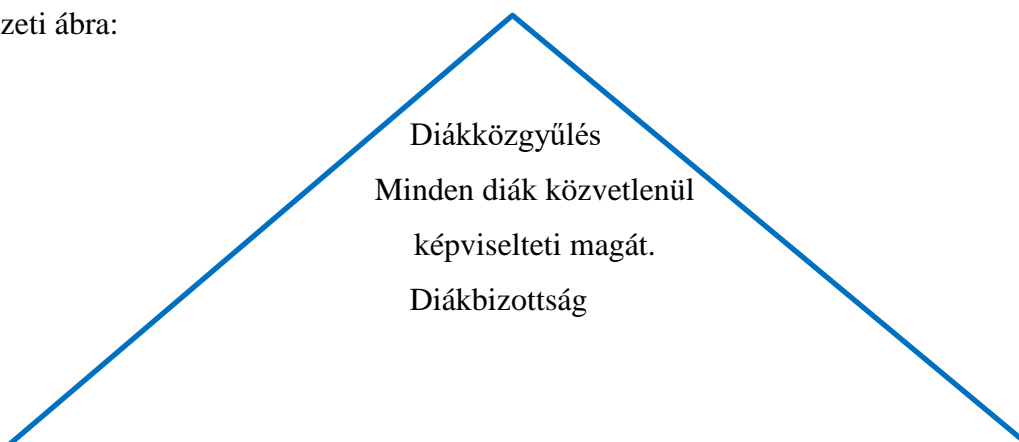 zeti ábra:
Diákközgyűlés
Minden diák közvetlenül
képviselteti magát.
Diákbizottság